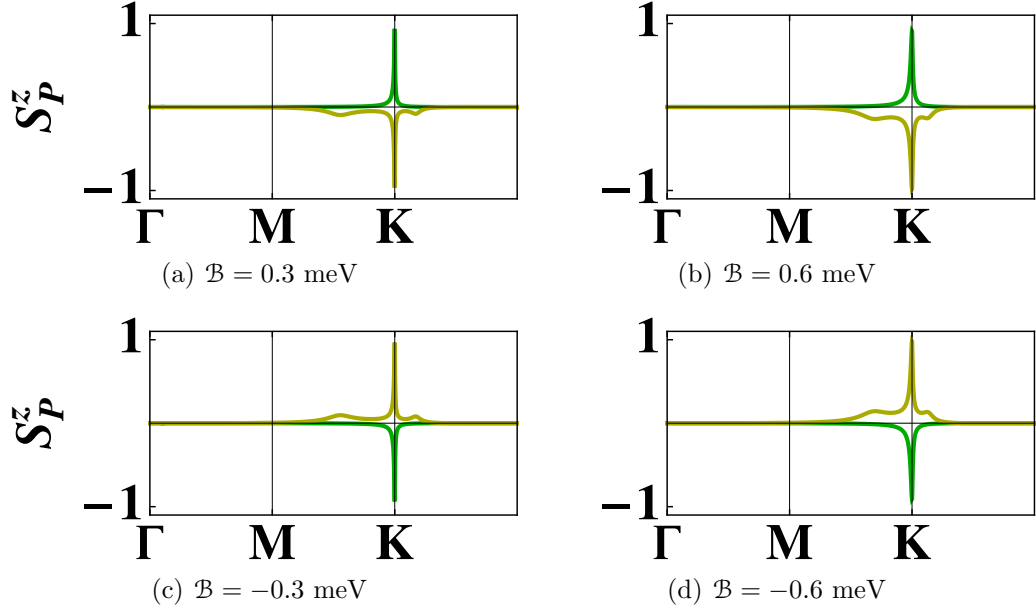 1
S_P^z
−1
Γ M K
(a) ℬ = 0.3 meV
1
−1
Γ M K
(b) ℬ = 0.6 meV
1
S_P^z
−1
Γ M K
(c) ℬ = −0.3 meV
1
−1
Γ M K
(d) ℬ = −0.6 meV